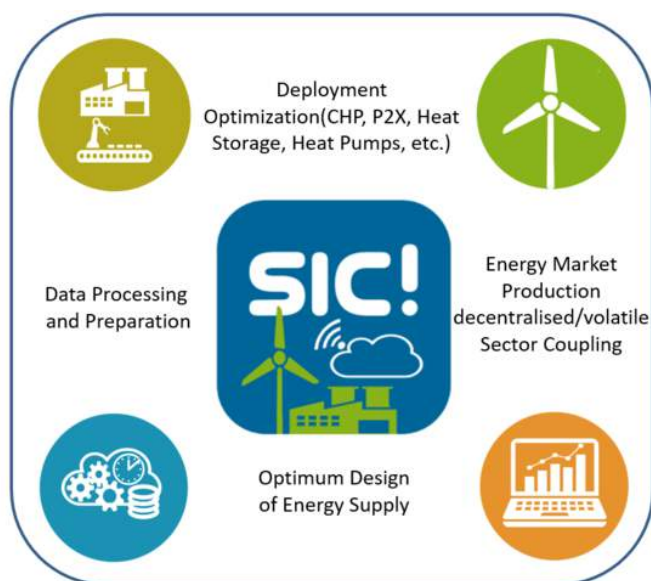 Deployment
Optimization(CHP, P2X, Heat
Storage, Heat Pumps, etc.)
SIC!
Data Processing
and Preparation
Energy Market
Production
decentralised/volatile
Sector Coupling
Optimum Design
of Energy Supply